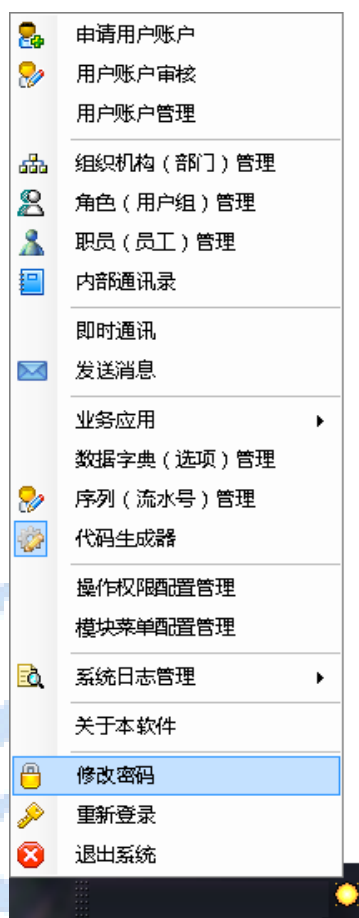 申请用户账户
用户账户审核
用户账户管理
组织机构（部门）管理
角色（用户组）管理
职员（员工）管理
内部通讯录
即时通讯
发送消息
业务应用
数据字典（选项）管理
序列（流水号）管理
代码生成器
操作权限配置管理
模块菜单配置管理
系统日志管理
关于本软件
修改密码
重新登录
退出系统